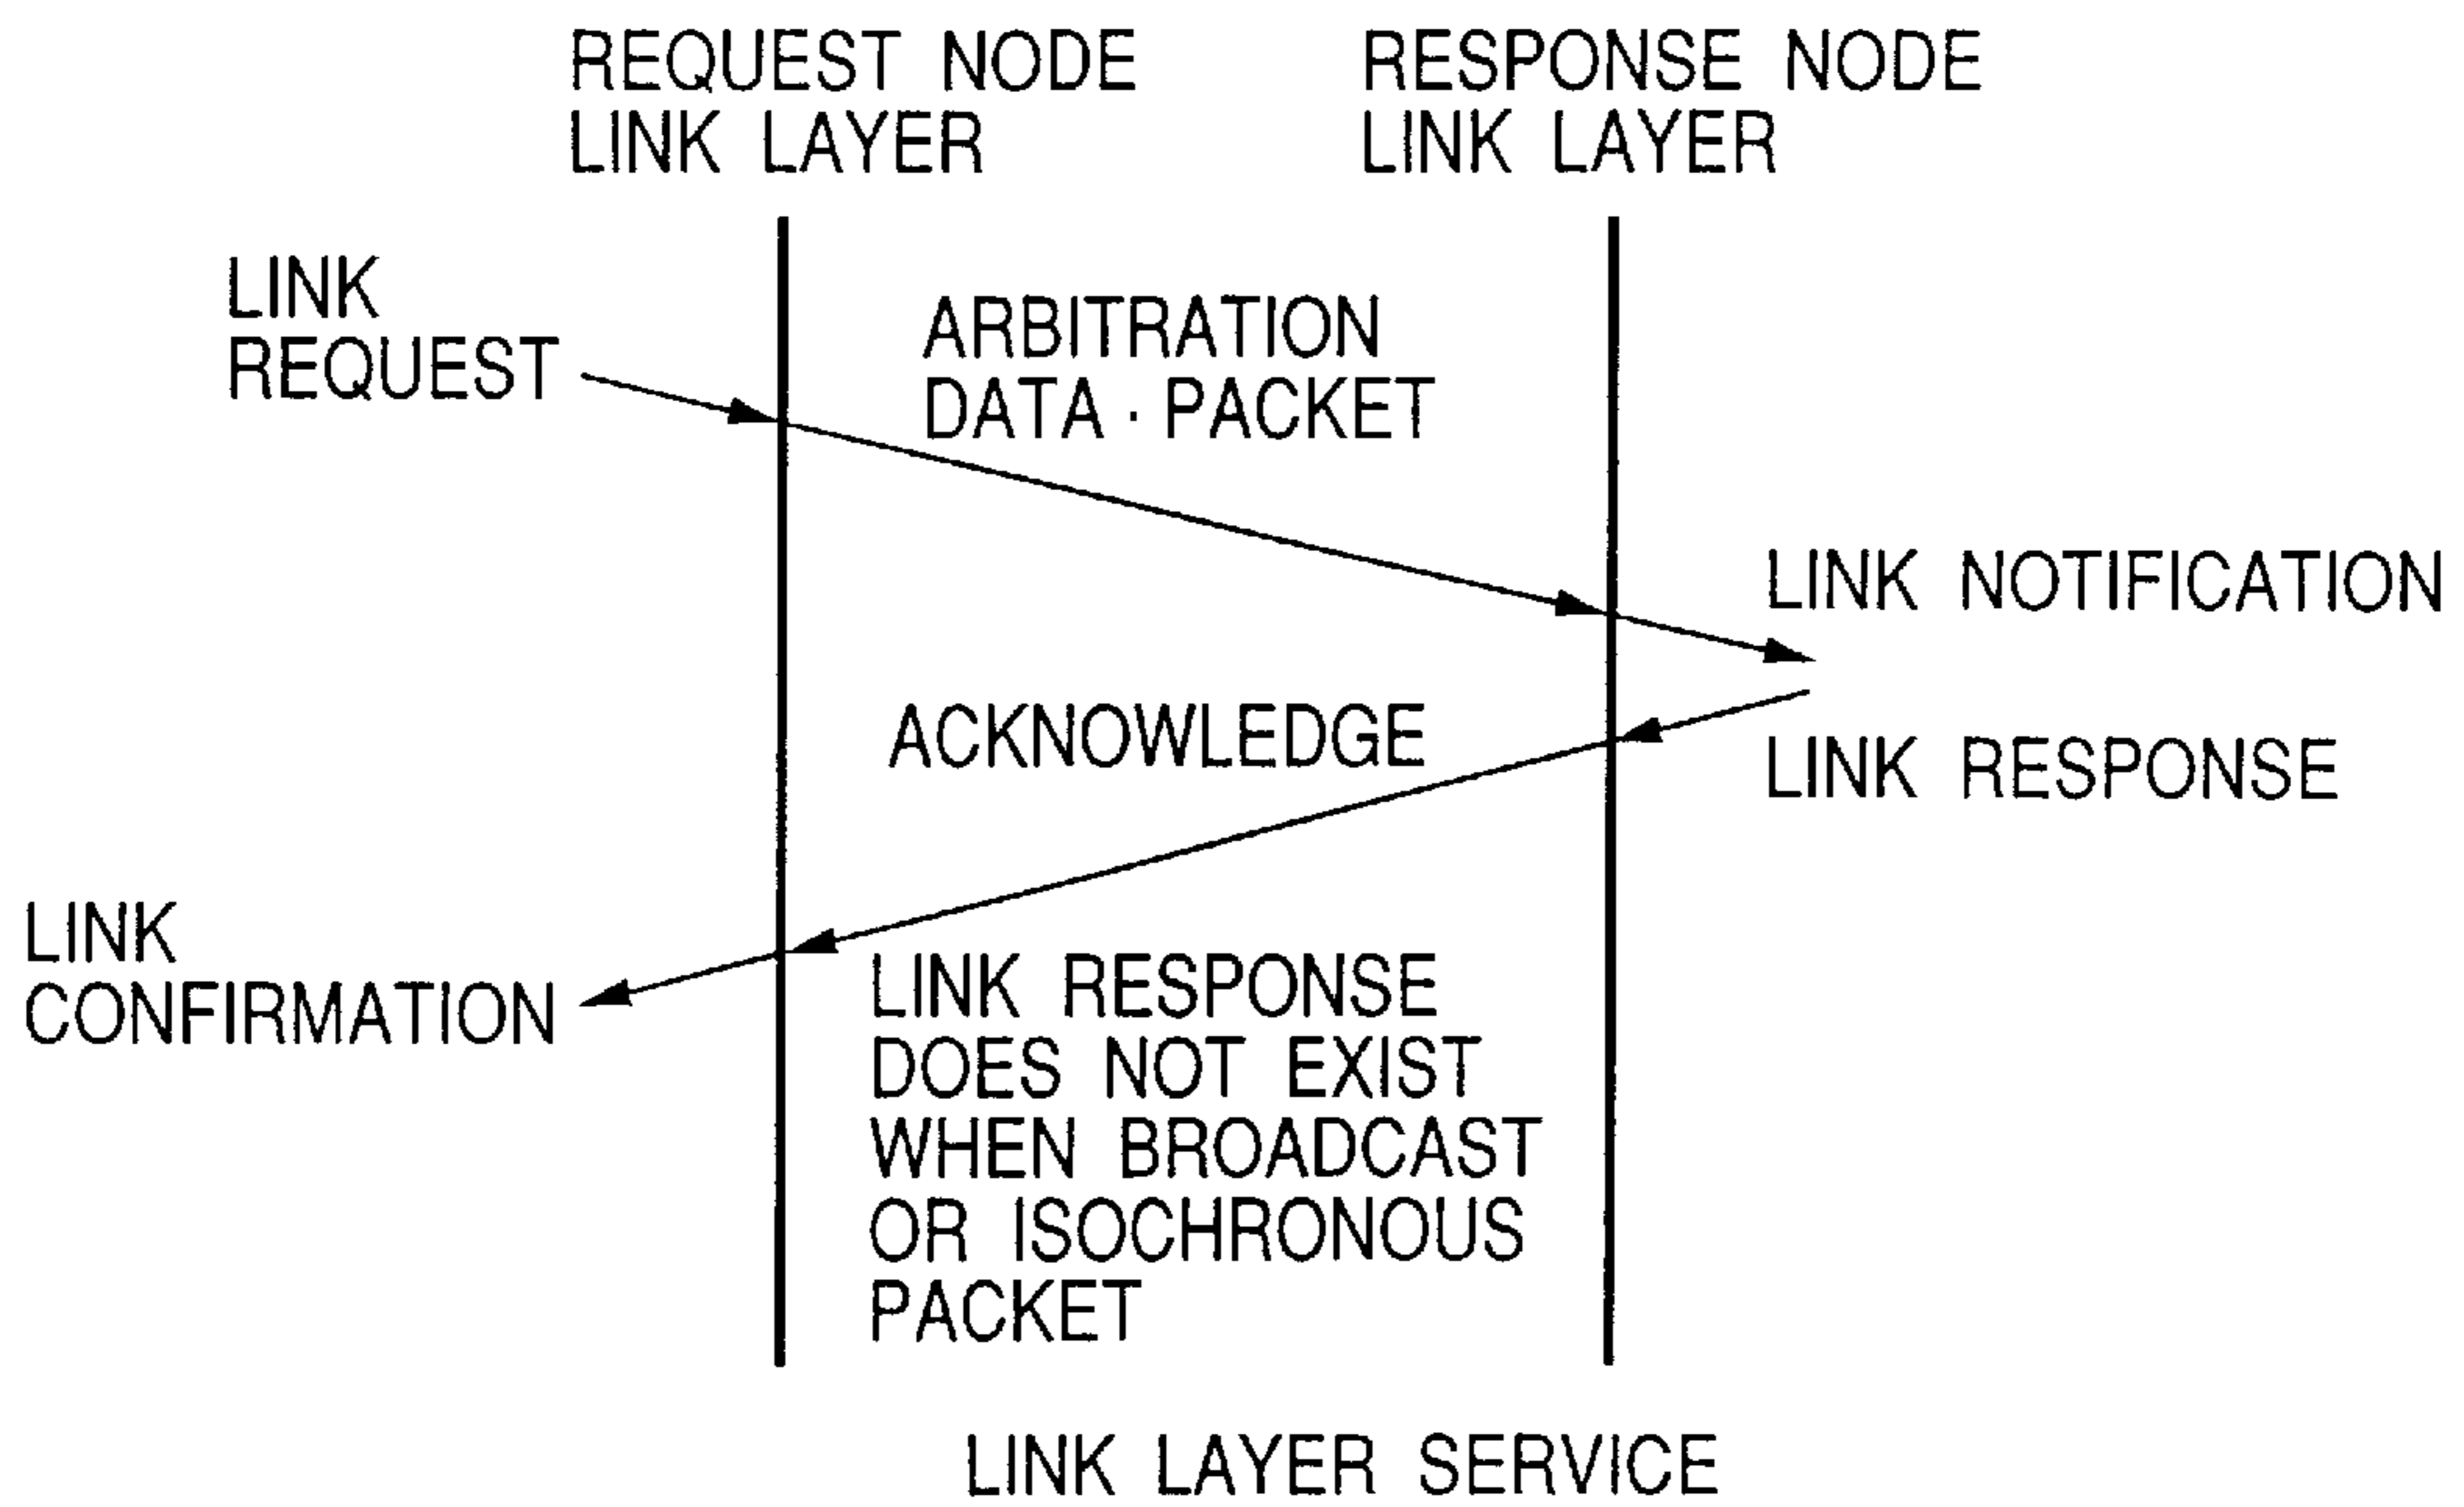 REQUEST NODE
LINK LAYER
RESPONSE NODE
LINK LAYER
LINK
REQUEST
ARBITRATION
DATA · PACKET
LINK NOTIFICATION
ACKNOWLEDGE
LINK RESPONSE
LINK
CONFIRMATION
LINK RESPONSE
DOES NOT EXIST
WHEN BROADCAST
OR ISOCHRONOUS
PACKET
LINK LAYER SERVICE